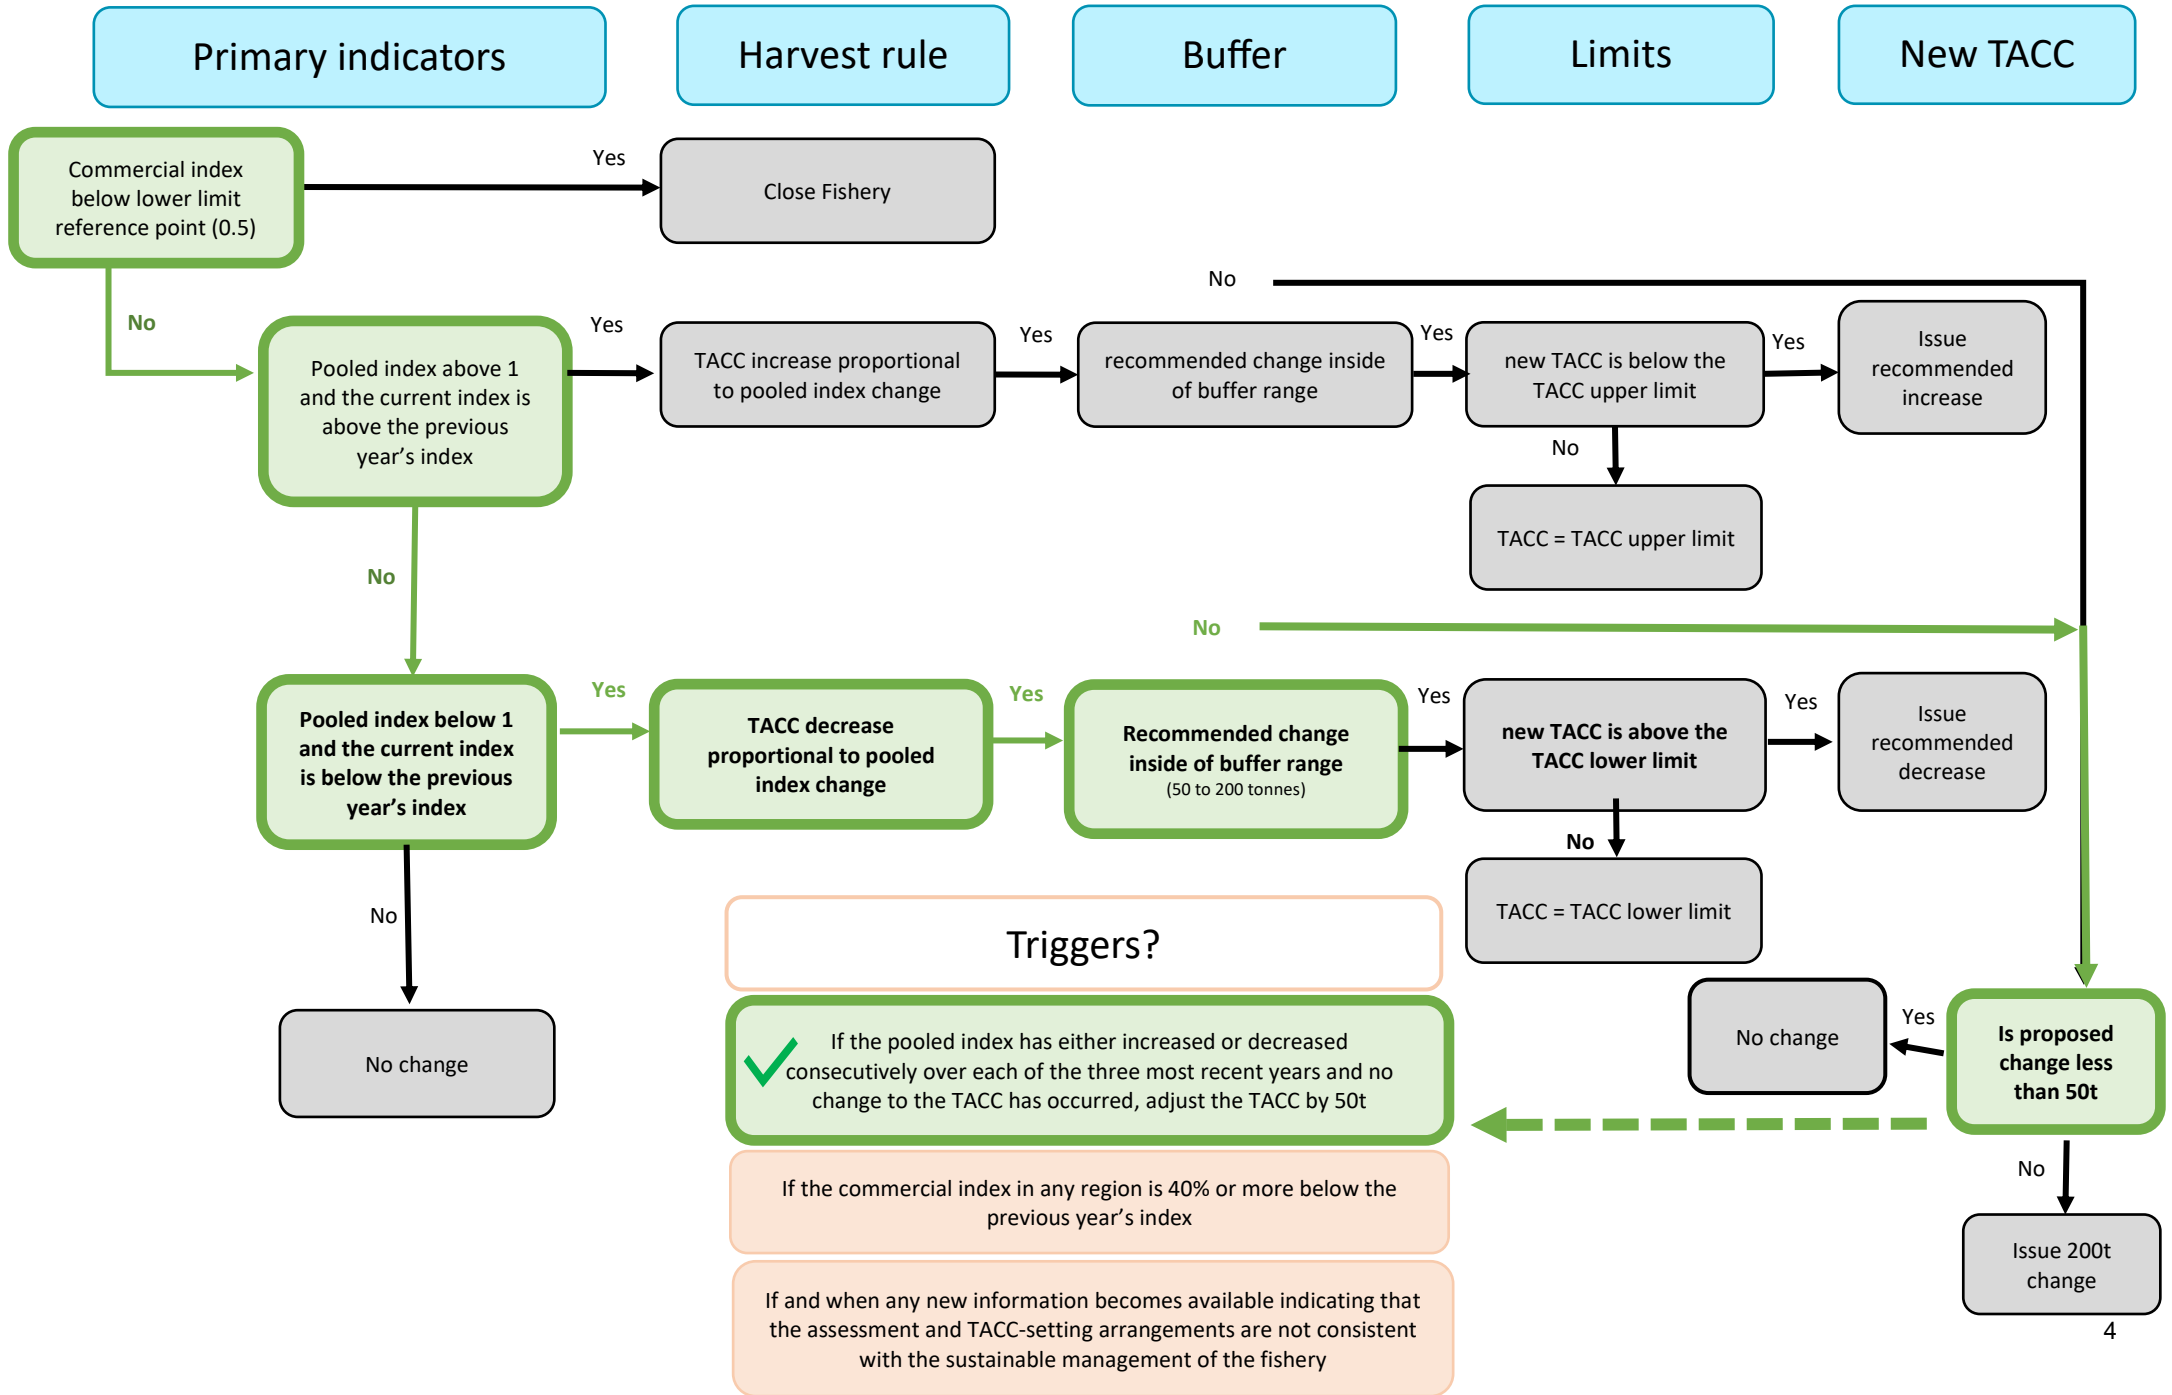 Primary indicators
Harvest rule
Buffer
Limits
New TACC
Commercial index
below lower limit
reference point (0.5)
Yes
Close Fishery
No
No
Pooled index above 1
and the current index is
above the previous
year's index
Yes
TACC increase proportional
to pooled index change
Yes
recommended change inside
of buffer range
Yes
new TACC is below the
TACC upper limit
Yes
Issue
recommended
increase
No
TACC = TACC upper limit
No
No
Pooled index below 1
and the current index
is below the previous
year's index
Yes
TACC decrease
proportional to pooled
index change
Yes
Recommended change
inside of buffer range
(50 to 200 tonnes)
Yes
new TACC is above the
TACC lower limit
Yes
Issue
recommended
decrease
No
TACC = TACC lower limit
No
No change
Triggers?
If the pooled index has either increased or decreased
consecutively over each of the three most recent years and no
change to the TACC has occurred, adjust the TACC by 50t
If the commercial index in any region is 40% or more below the
previous year's index
If and when any new information becomes available indicating that
the assessment and TACC-setting arrangements are not consistent
with the sustainable management of the fishery
No change
Yes
Is proposed
change less
than 50t
No
Issue 200t
change
4